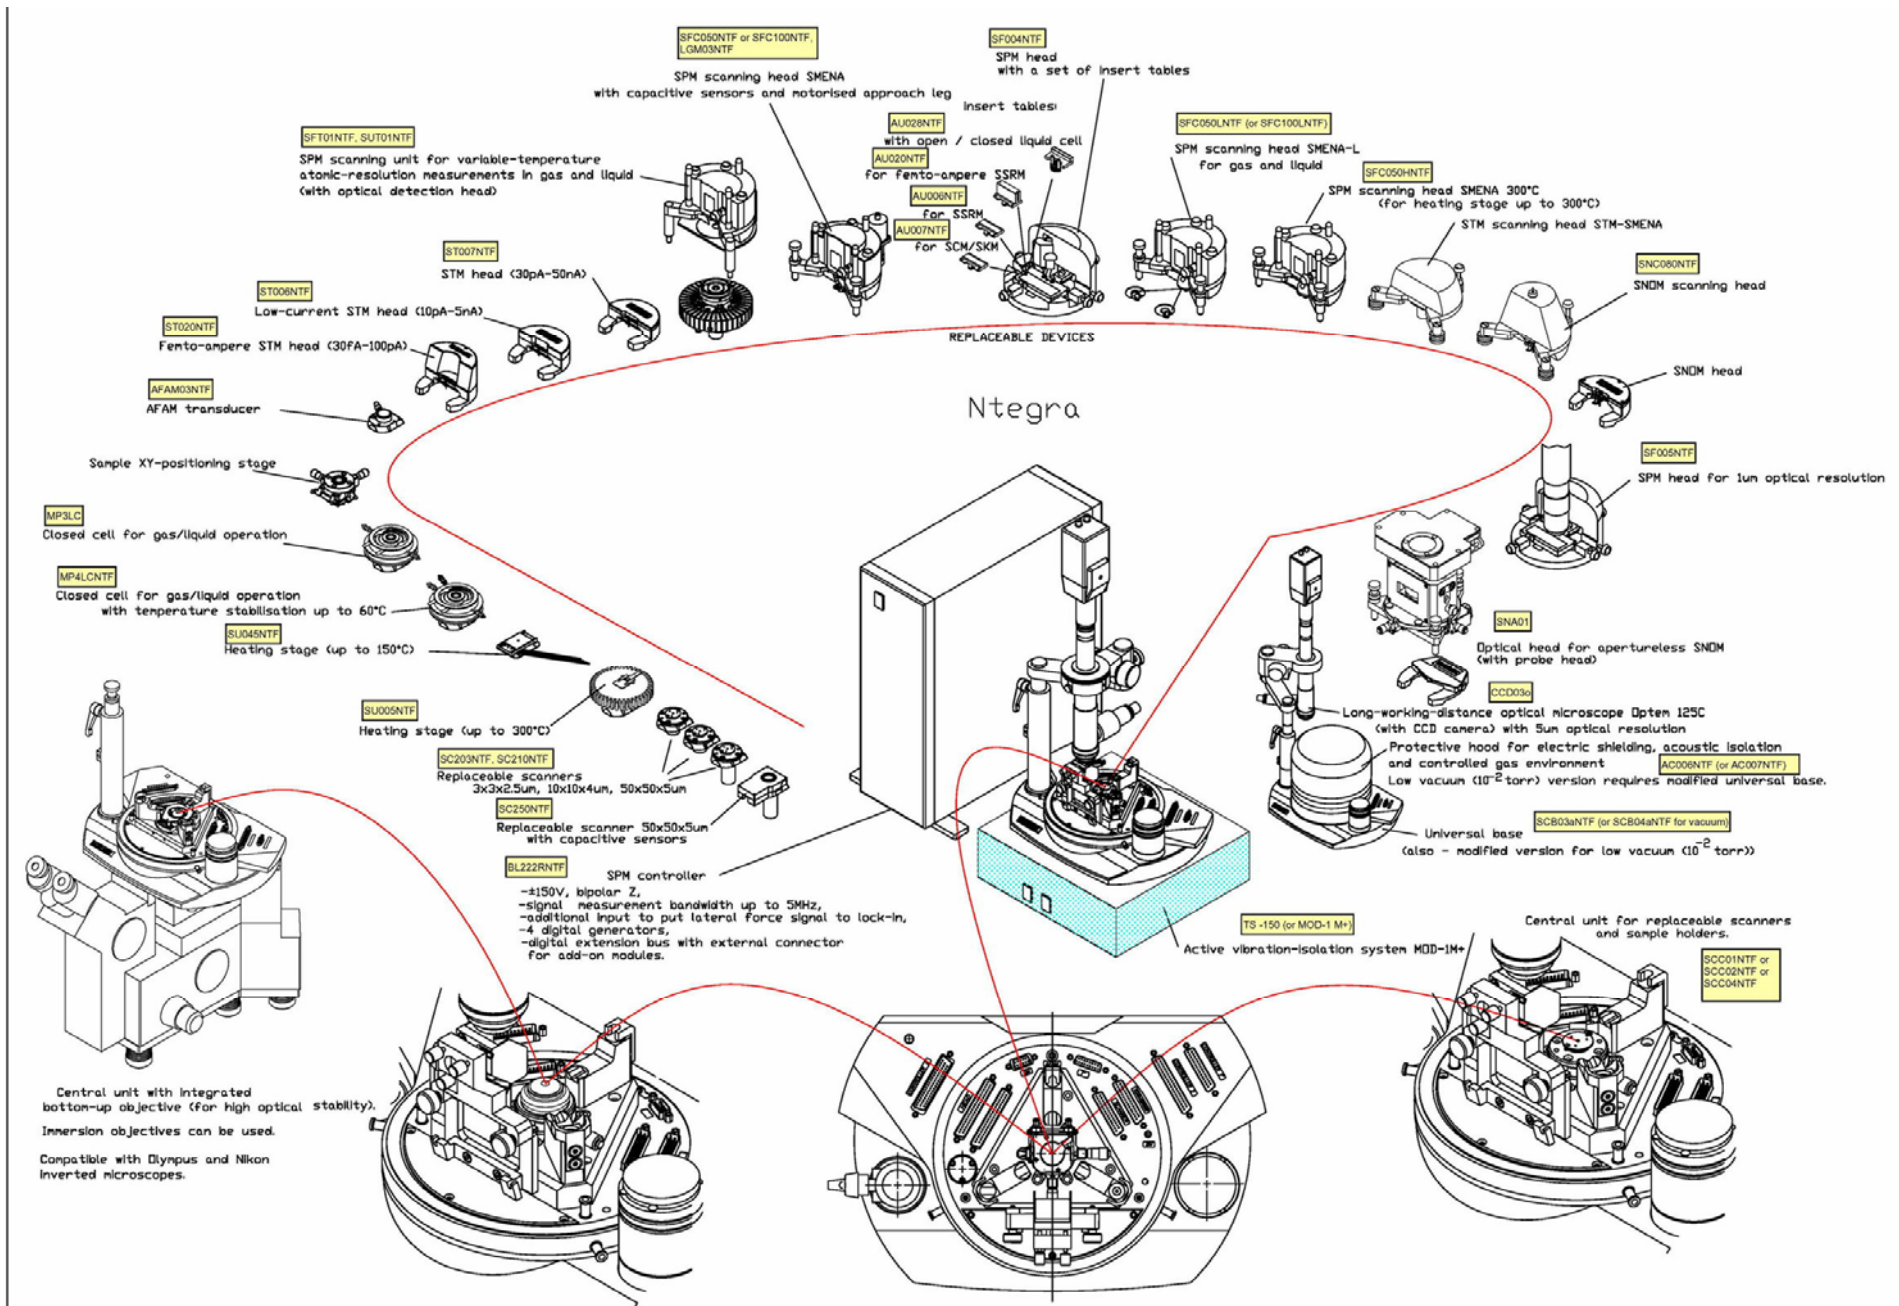 SFC050NTF or SFC100NTF,
LGM03NTF
SPM scanning head SMENA
with capacitive sensors and motorised approach leg
SF004NTF
SPM head
with a set of insert tables
insert tables:
AU028NTF
with open / closed liquid cell
AU020NTF
for femto-ampere SSRM
AU006NTF
for SSRM
AU007NTF
for SCM/SKM
SFC050LNTF (or SFC100LNTF)
SPM scanning head SMENA-L
for gas and liquid
SFC050HNTF
SPM scanning head SMENA 300°C
(for heating stage up to 300°C)
STM scanning head STM-SMENA
SNC080NTF
SNOM scanning head
SNOM head
SF005NTF
SPM head for 1um optical resolution
SFT01NTF, SUT01NTF
SPM scanning unit for variable-temperature
atomic-resolution measurements in gas and liquid
(with optical detection head)
ST007NTF
STM head (30pA-50nA)
ST006NTF
Low-current STM head (10pA-5nA)
ST020NTF
Femto-ampere STM head (30fA-100pA)
AFAM03NTF
AFAM transducer
Sample XY-positioning stage
MP3LC
Closed cell for gas/liquid operation
MP4LCNTF
Closed cell for gas/liquid operation
with temperature stabilisation up to 60°C
SU045NTF
Heating stage (up to 150°C)
SU005NTF
Heating stage (up to 300°C)
SC203NTF, SC210NTF
Replaceable scanners
3x3x2.5um, 10x10x4um, 50x50x5um
SC250NTF
Replaceable scanner 50x50x5um
with capacitive sensors
BL222RNTF
SPM controller
-±150V, bipolar Z,
-signal measurement bandwidth up to 5MHz,
-additional input to put lateral force signal to lock-in,
-4 digital generators,
-digital extension bus with external connector
for add-on modules.
REPLACEABLE DEVICES
Ntegra
SNA01
Optical head for apertureless SNOM
(with probe head)
CCD03o
Long-working-distance optical microscope Optem 125C
(with CCD camera) with 5um optical resolution
Protective hood for electric shielding, acoustic isolation
and controlled gas environment
AC006NTF (or AC007NTF)
Low vacuum (10-2 torr) version requires modified universal base.
SCB03aNTF (or SCB04aNTF for vacuum)
Universal base
(also - modified version for low vacuum (10-2 torr))
TS -150 (or MOD-1 M+)
Active vibration-isolation system MOD-1M+
Central unit for replaceable scanners
and sample holders.
SCC01NTF or
SCC02NTF or
SCC04NTF
Central unit with integrated
bottom-up objective (for high optical stability).
Immersion objectives can be used.
Compatible with Olympus and Nikon
inverted microscopes.